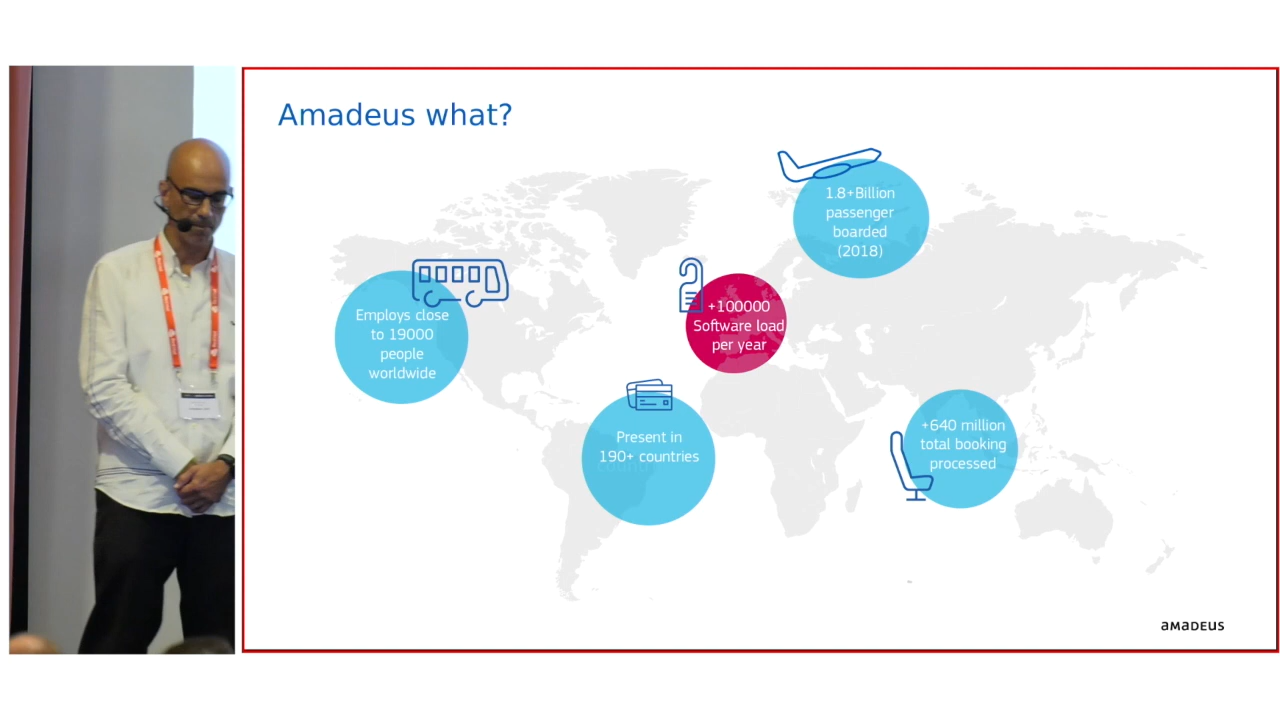 Amadeus what?
1.8+Billion
passenger
boarded
(2018)
Employs close
to 19000
people
worldwide
+100000
Software load
per year
Present in
190+ countries
+640 million
total booking
processed
amadeus